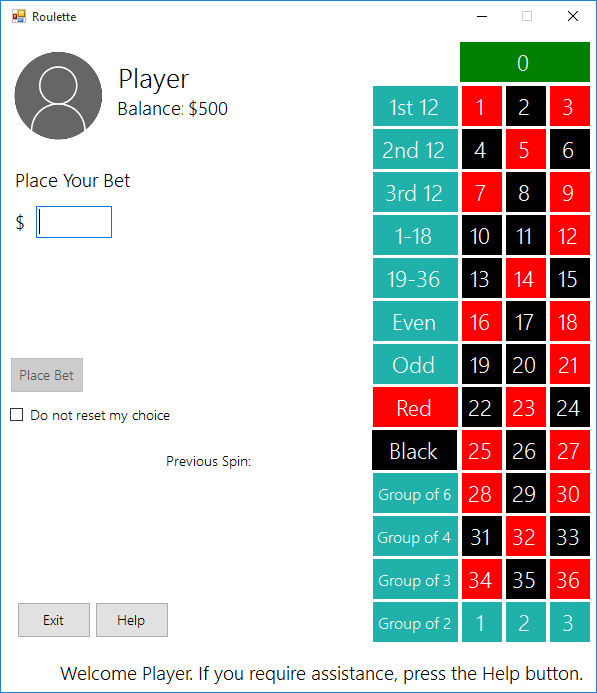 Roulette
Player
Balance: $500
Place Your Bet
$
Place Bet
Do not reset my choice
Previous Spin:
Exit Help
0
1st 12 1 2 3
2nd 12 4 5 6
3rd 12 7 8 9
1-18 10 11 12
19-36 13 14 15
Even 16 17 18
Odd 19 20 21
Red 22 23 24
Black 25 26 27
Group of 6 28 29 30
Group of 4 31 32 33
Group of 3 34 35 36
Group of 2 1 2 3
Welcome Player. If you require assistance, press the Help button.